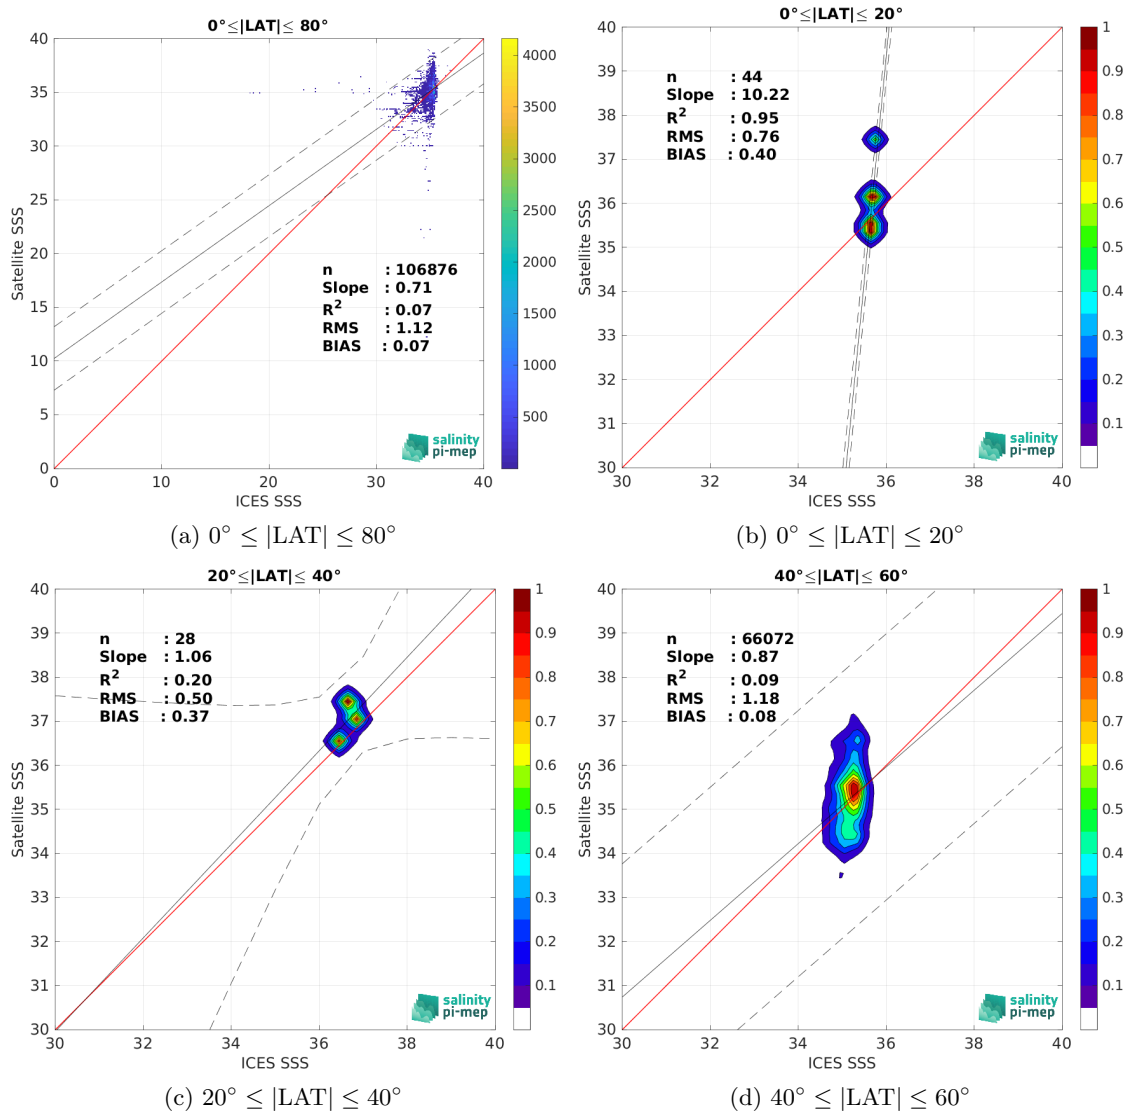 0°≤|LAT|≤ 80°
40
35
30
25
20
15
10
5
0
0
10
20
30
40
Satellite SSS
ICES SSS
n : 106876
Slope : 0.71
R² : 0.07
RMS : 1.12
BIAS : 0.07
4000
3500
3000
2500
2000
1500
1000
500
salinity
pi-mep
(a) 0° ≤ |LAT| ≤ 80°
0°≤|LAT|≤ 20°
40
39
38
37
36
35
34
33
32
31
30
30
32
34
36
38
40
Satellite SSS
ICES SSS
n : 44
Slope : 10.22
R² : 0.95
RMS : 0.76
BIAS : 0.40
1
0.9
0.8
0.7
0.6
0.5
0.4
0.3
0.2
0.1
salinity
pi-mep
(b) 0° ≤ |LAT| ≤ 20°
20°≤|LAT|≤ 40°
40
39
38
37
36
35
34
33
32
31
30
30
32
34
36
38
40
Satellite SSS
ICES SSS
n : 28
Slope : 1.06
R² : 0.20
RMS : 0.50
BIAS : 0.37
1
0.9
0.8
0.7
0.6
0.5
0.4
0.3
0.2
0.1
salinity
pi-mep
(c) 20° ≤ |LAT| ≤ 40°
40°≤|LAT|≤ 60°
40
39
38
37
36
35
34
33
32
31
30
30
32
34
36
38
40
Satellite SSS
ICES SSS
n : 66072
Slope : 0.87
R² : 0.09
RMS : 1.18
BIAS : 0.08
1
0.9
0.8
0.7
0.6
0.5
0.4
0.3
0.2
0.1
salinity
pi-mep
(d) 40° ≤ |LAT| ≤ 60°